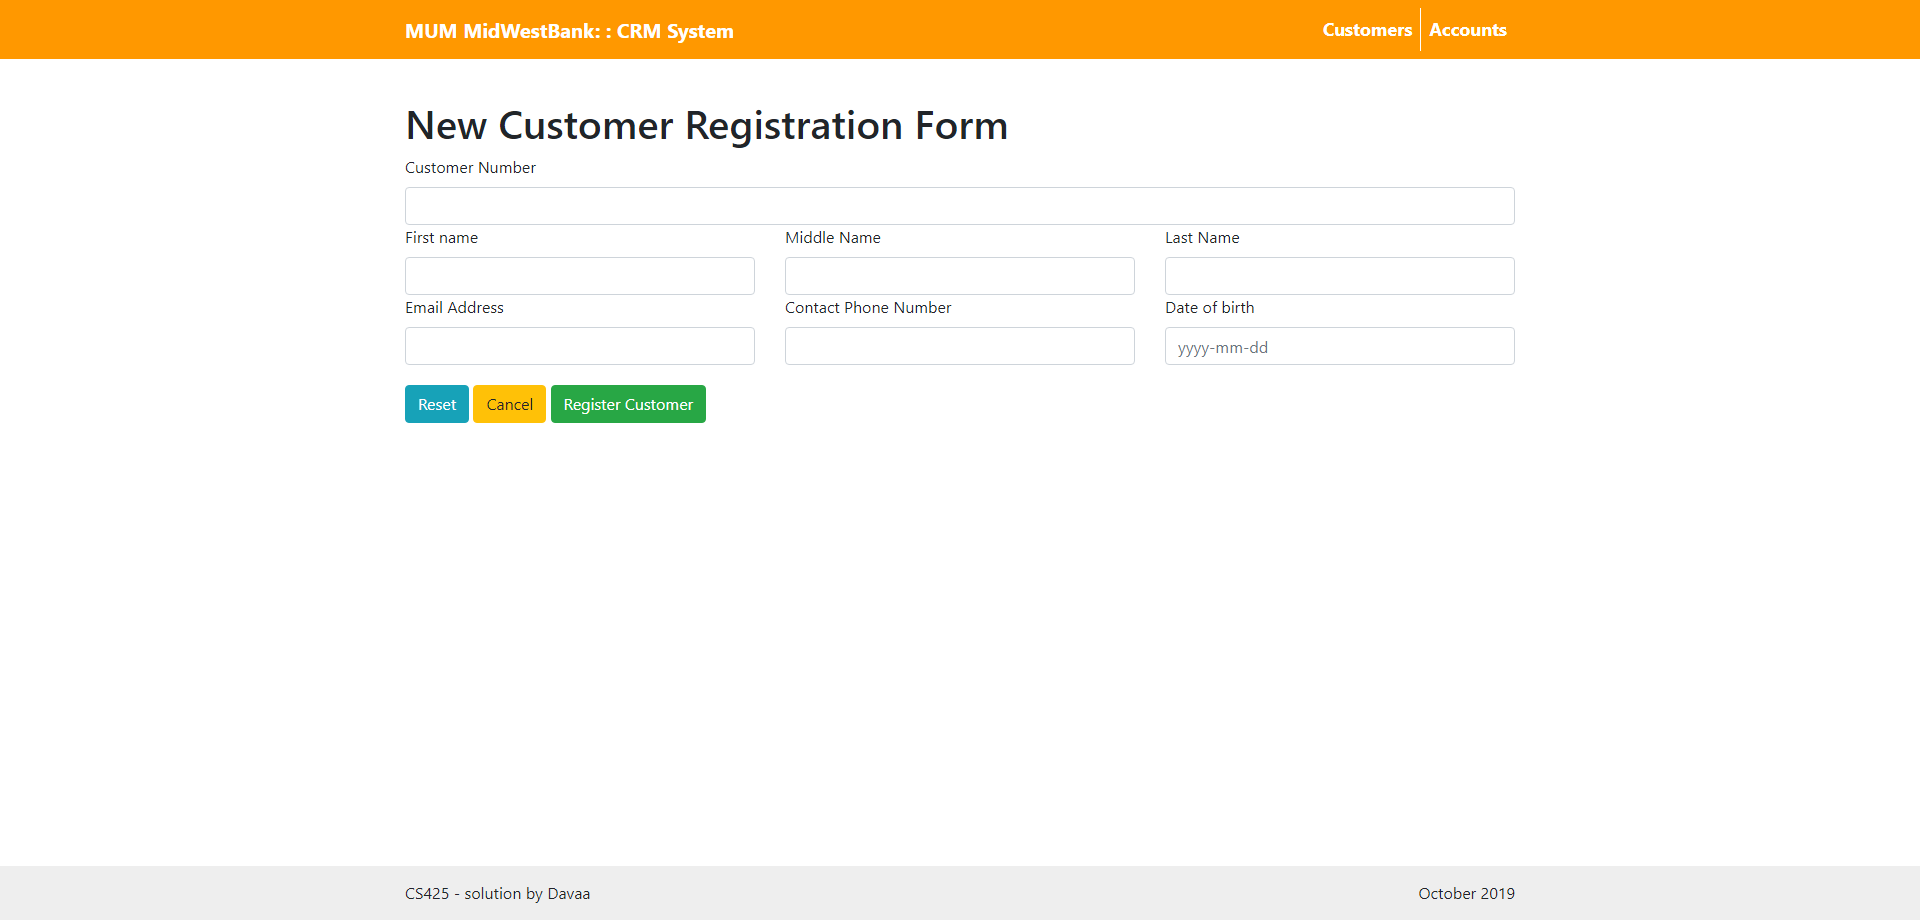 MUM MidWestBank: : CRM System
Customers Accounts
New Customer Registration Form
Customer Number
First name Middle Name Last Name
Email Address Contact Phone Number Date of birth
yyyy-mm-dd
Reset Cancel Register Customer
CS425 - solution by Davaa October 2019